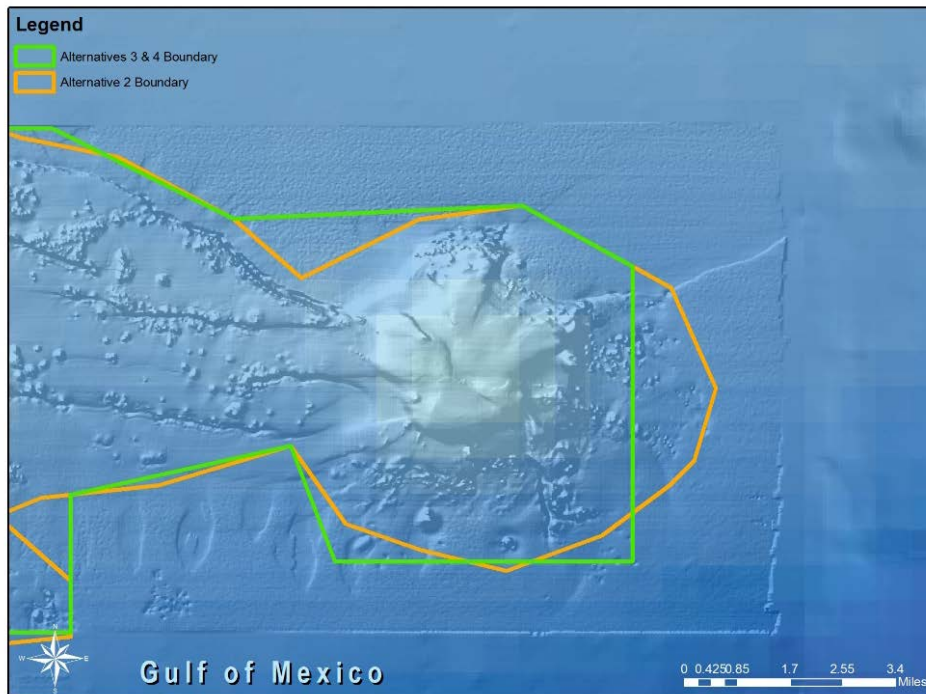 Legend
Alternatives 3 & 4 Boundary
Alternative 2 Boundary
N
W E
S
Gulf of Mexico
0 0.425 0.85 1.7 2.55 3.4
Miles